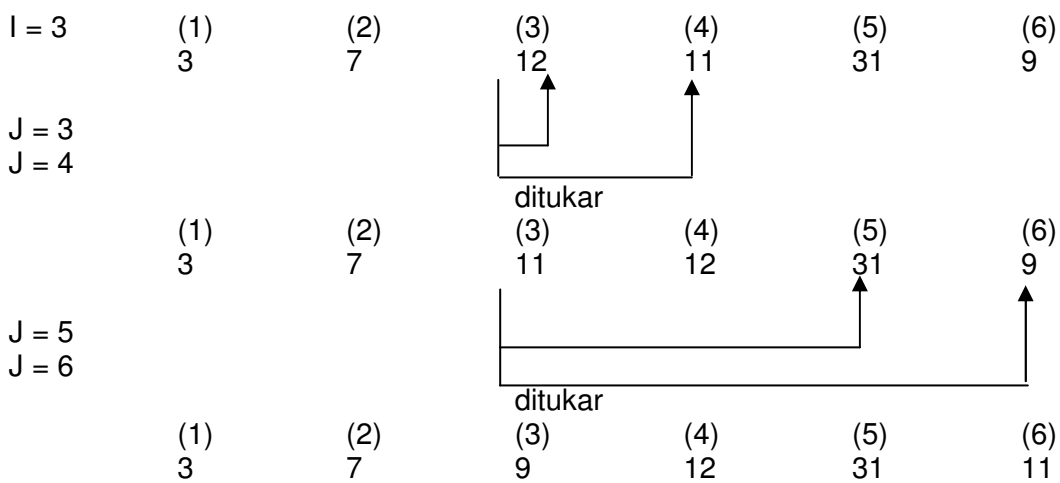 I = 3 (1) (2) (3) (4) (5) (6)
3 7 12 11 31 9
J = 3
J = 4
ditukar
(1) (2) (3) (4) (5) (6)
3 7 11 12 31 9
J = 5
J = 6
ditukar
(1) (2) (3) (4) (5) (6)
3 7 9 12 31 11